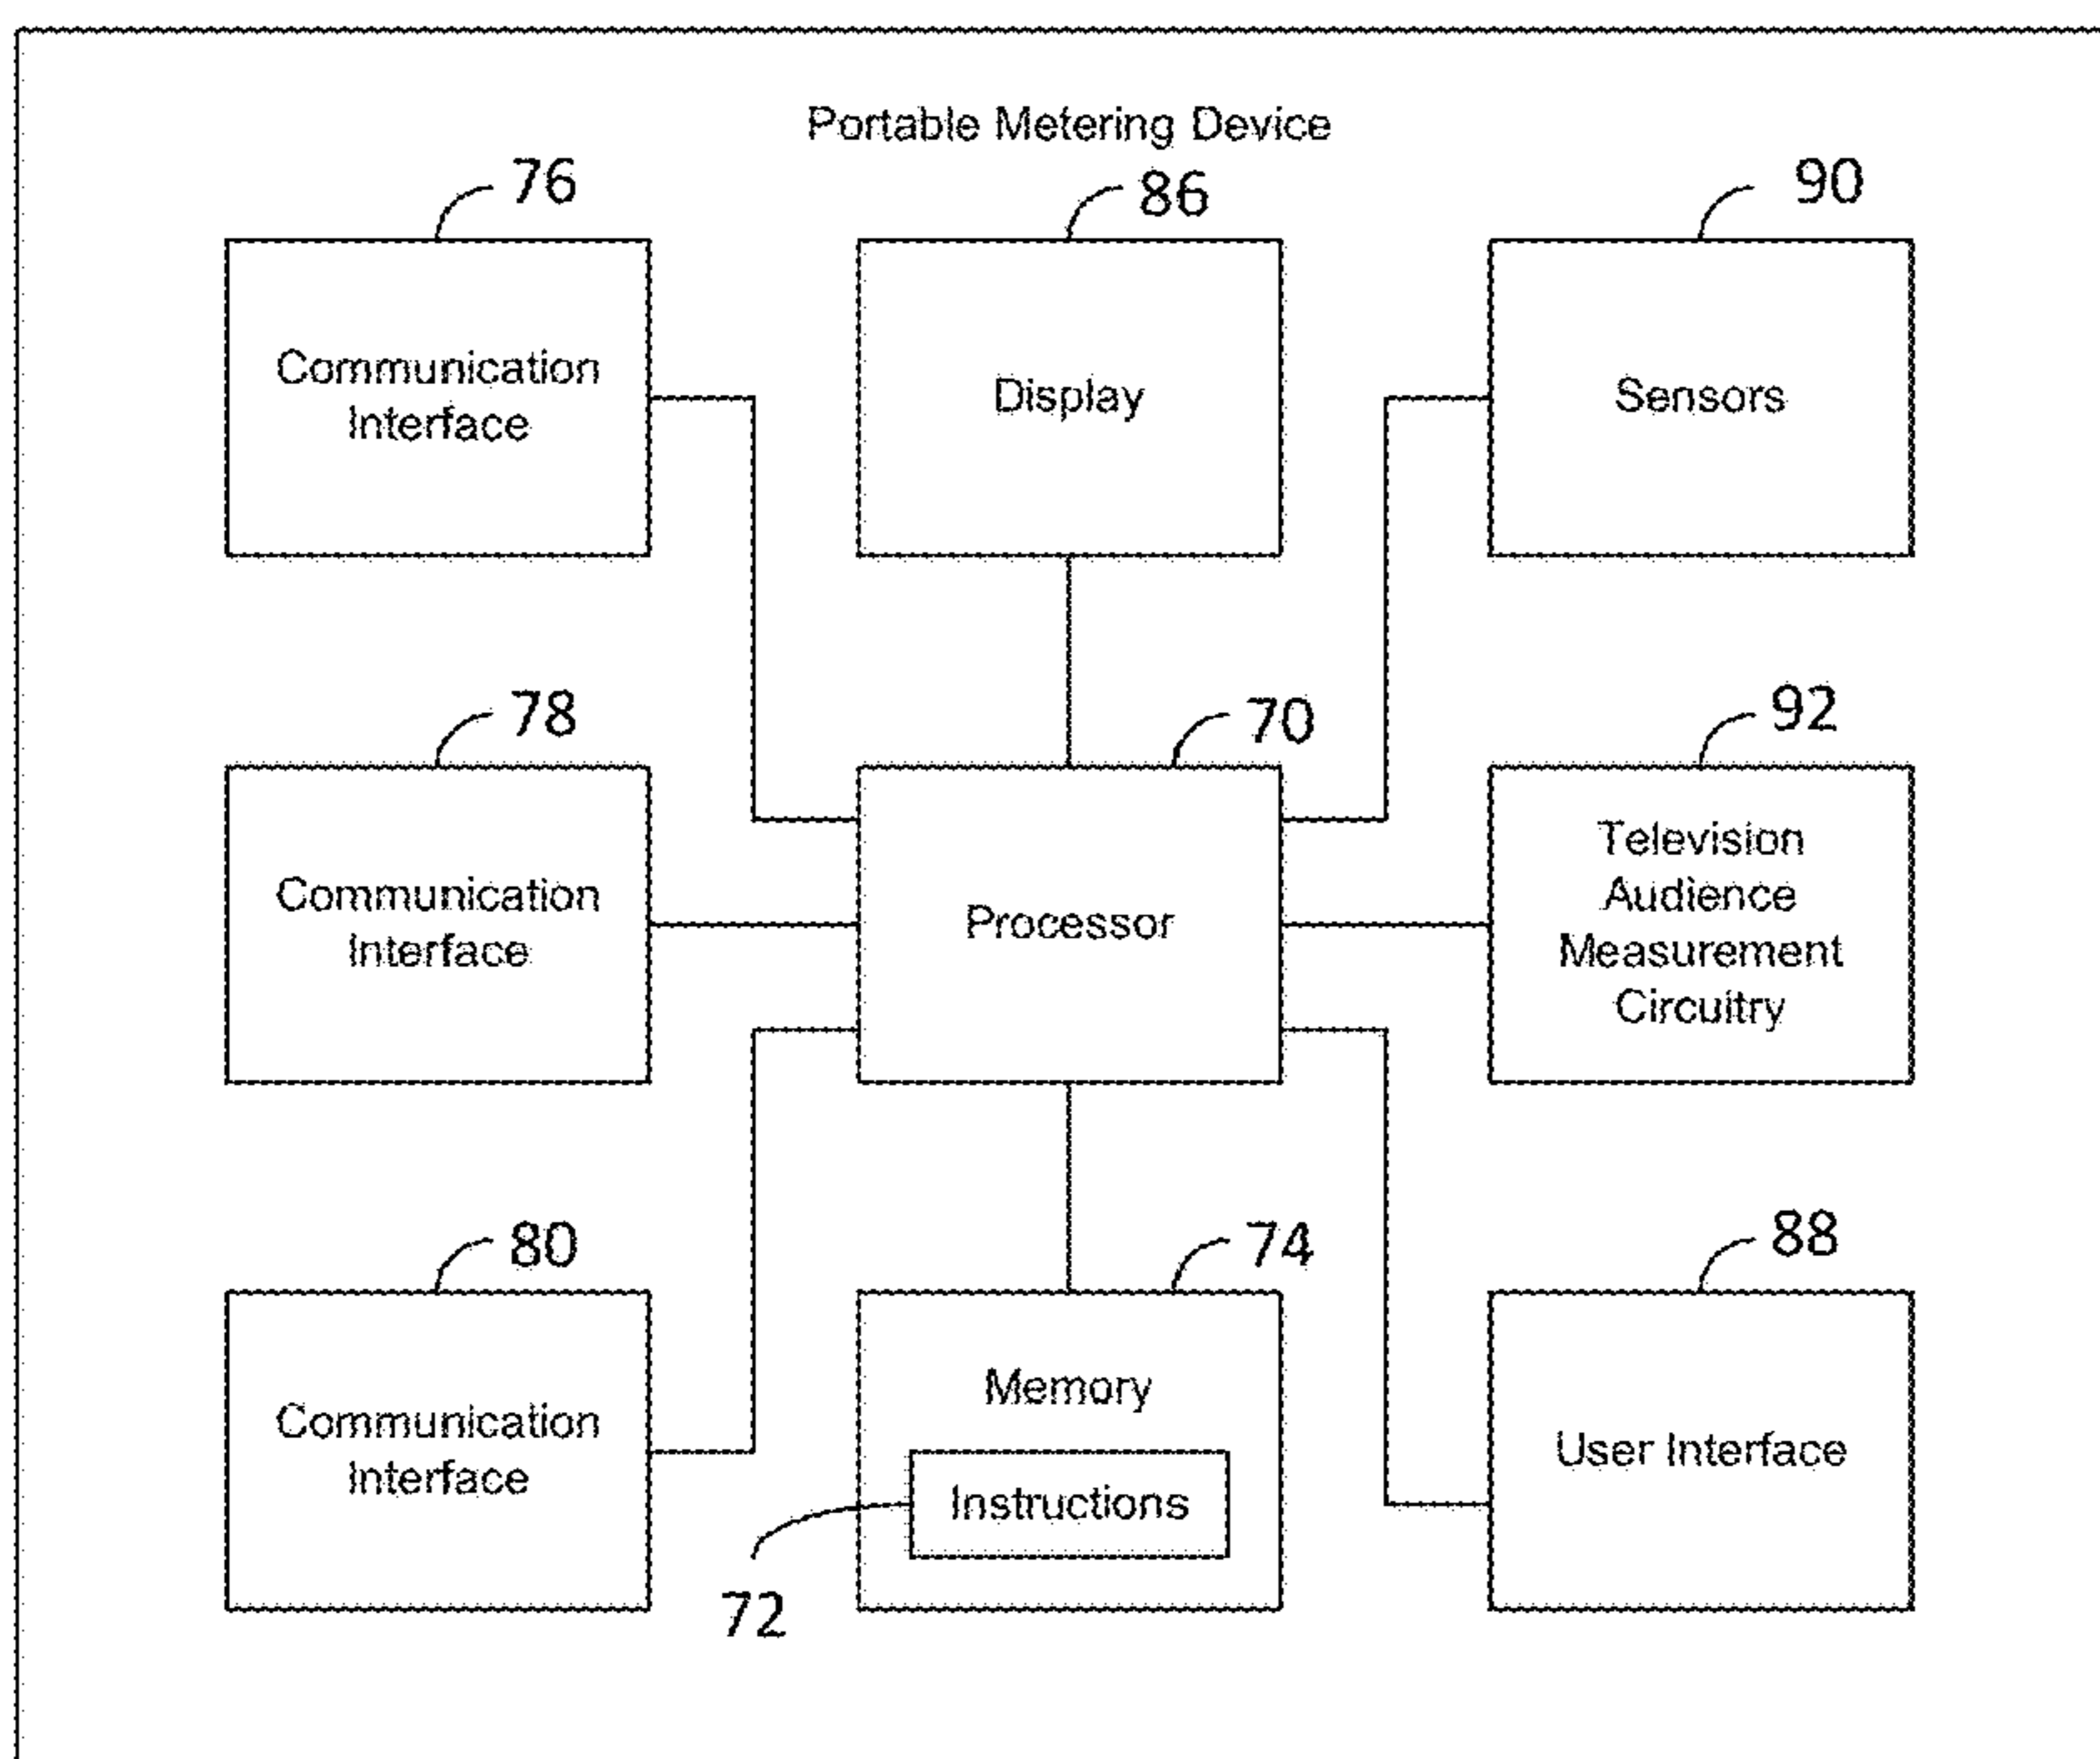 Portable Metering Device
76
86
90
Communication
Interface
Display
Sensors
78
70
92
Communication
Interface
Processor
Television
Audience
Measurement
Circuitry
80
74
88
Communication
Interface
Memory
Instructions
User Interface
72